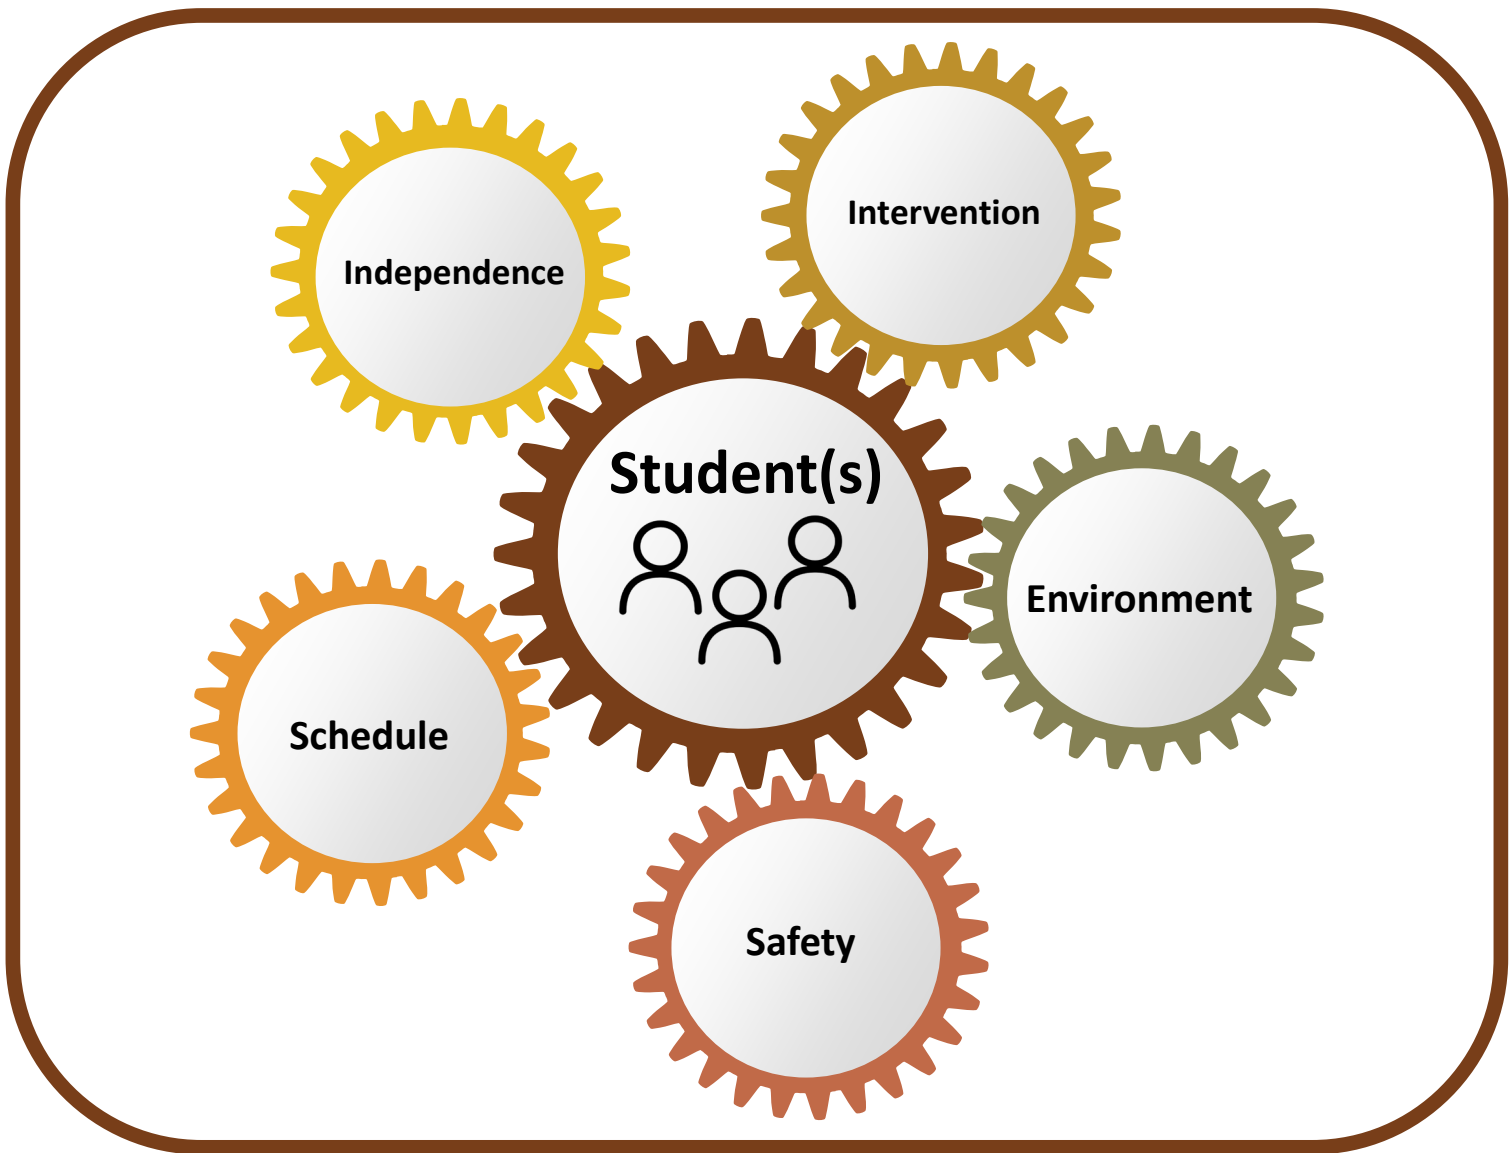 Intervention
Independence
Student(s)
Environment
Schedule
Safety